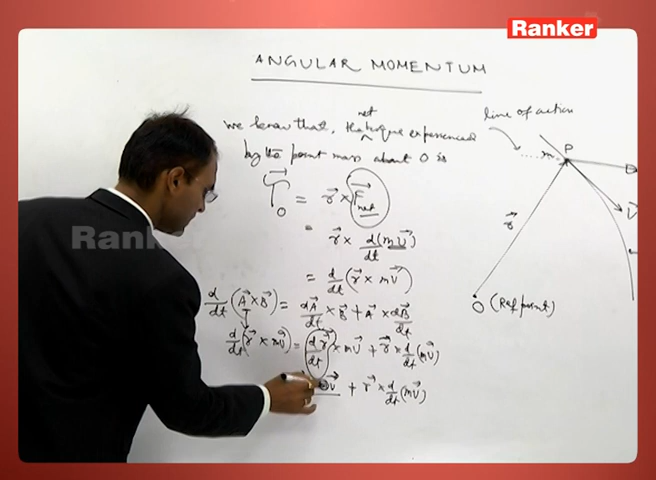 Ranker
ANGULAR MOMENTUM
we know that, the net torque experienced
by the point mass about O is
τ⃗₀ = r⃗ × F⃗net
= r⃗ × d(mv⃗)/dt
= d/dt (r⃗ × mv⃗)
d/dt (A⃗ × B⃗) = dA⃗/dt × B⃗ + A⃗ × dB⃗/dt
d/dt (r⃗ × mv⃗) = dr⃗/dt × mv⃗ + r⃗ × d/dt (mv⃗)
+ r⃗ × d/dt (mv⃗)
line of action
m
P
v⃗
r⃗
O (Ref point)
Ranker